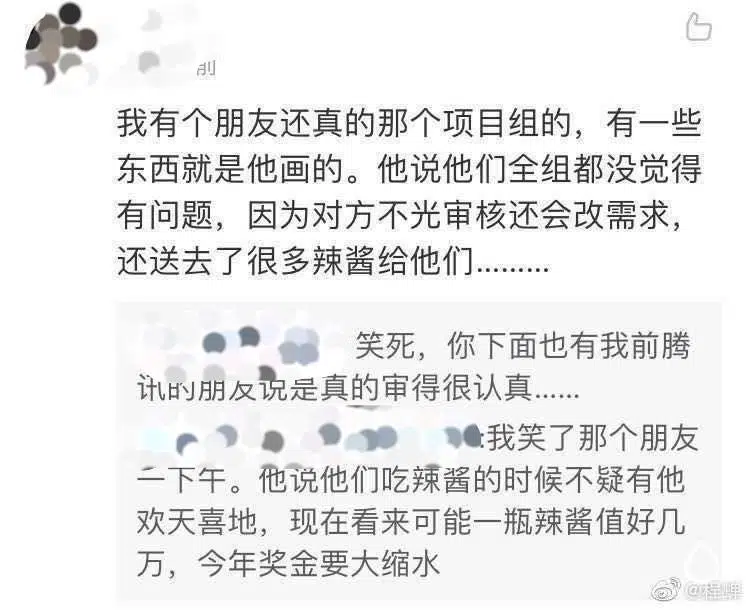 前
我有个朋友还真的那个项目组的，有一些
东西就是他画的。他说他们全组都没觉得
有问题，因为对方不光审核还会改需求，
还送去了很多辣酱给他们………
笑死，你下面也有我前腾
讯的朋友说是真的审得很认真……
:我笑了那个朋友
一下午。他说他们吃辣酱的时候不疑有他
欢天喜地，现在看来可能一瓶辣酱值好几
万，今年奖金要大缩水